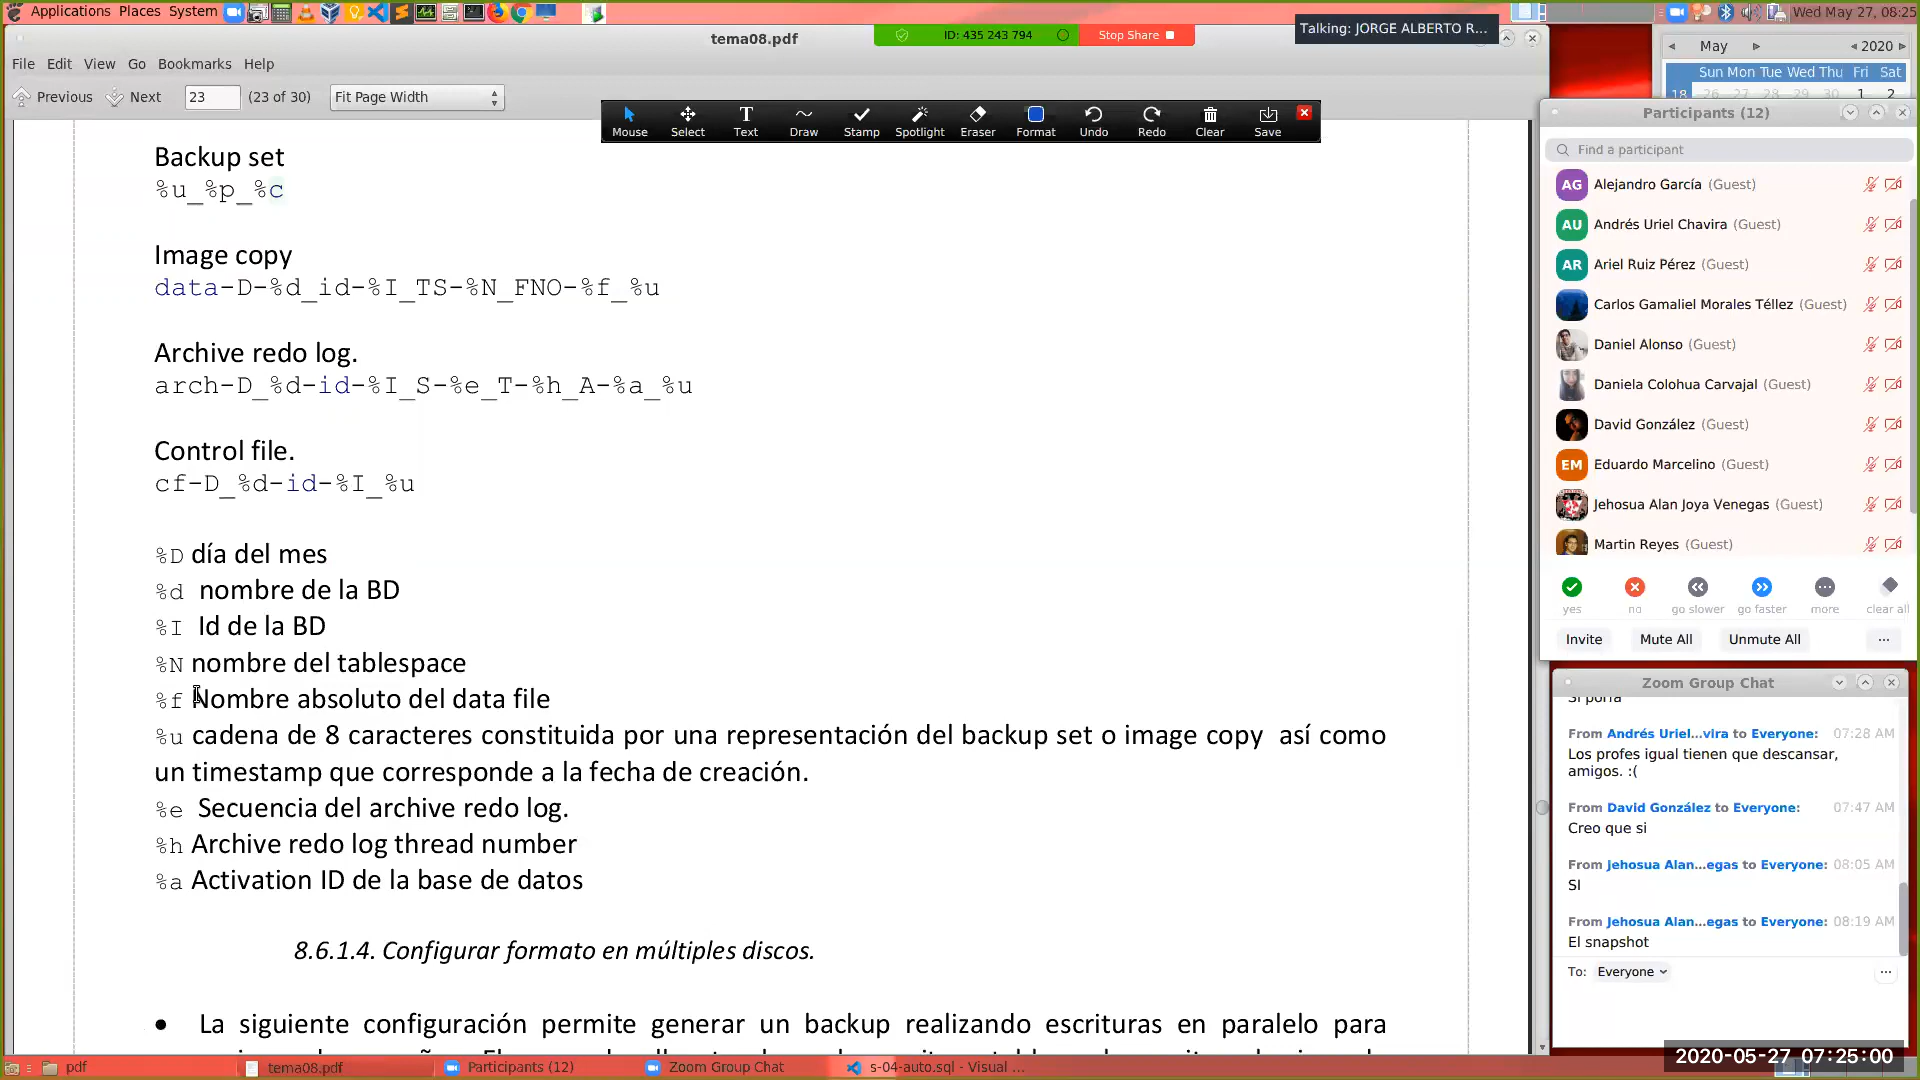 Applications Places System
Wed May 27, 08:25
tema08.pdf
ID: 435 243 794
Stop Share
Talking: JORGE ALBERTO R...
File Edit View Go Bookmarks Help
Previous Next 23 (23 of 30) Fit Page Width
Mouse Select Text Draw Stamp Spotlight Eraser Format Undo Redo Clear Save
Backup set
%u_%p_%c
Image copy
data-D-%d_id-%I_TS-%N_FNO-%f_%u
Archive redo log.
arch-D_%d-id-%I_S-%e_T-%h_A-%a_%u
Control file.
cf-D_%d-id-%I_%u
%D día del mes
%d nombre de la BD
%I Id de la BD
%N nombre del tablespace
%f Nombre absoluto del data file
%u cadena de 8 caracteres constituida por una representación del backup set o image copy así como
un timestamp que corresponde a la fecha de creación.
%e Secuencia del archive redo log.
%h Archive redo log thread number
%a Activation ID de la base de datos
8.6.1.4. Configurar formato en múltiples discos.
• La siguiente configuración permite generar un backup realizando escrituras en paralelo para
May 2020
Sun Mon Tue Wed Thu Fri Sat
18 26 27 28 29 30 1 2
Participants (12)
Find a participant
AG Alejandro García (Guest)
AU Andrés Uriel Chavira (Guest)
AR Ariel Ruiz Pérez (Guest)
Carlos Gamaliel Morales Téllez (Guest)
Daniel Alonso (Guest)
Daniela Colohua Carvajal (Guest)
David González (Guest)
EM Eduardo Marcelino (Guest)
Jehosua Alan Joya Venegas (Guest)
Martin Reyes (Guest)
yes no go slower go faster more clear all
Invite Mute All Unmute All ...
Zoom Group Chat
Si porfa
From Andrés Uriel...vira to Everyone: 07:28 AM
Los profes igual tienen que descansar,
amigos. :(
From David González to Everyone: 07:47 AM
Creo que si
From Jehosua Alan...egas to Everyone: 08:05 AM
SI
From Jehosua Alan...egas to Everyone: 08:19 AM
El snapshot
To: Everyone ...
pdf
tema08.pdf
Participants (12)
Zoom Group Chat
s-04-auto.sql - Visual ...
2020-05-27 07:25:00